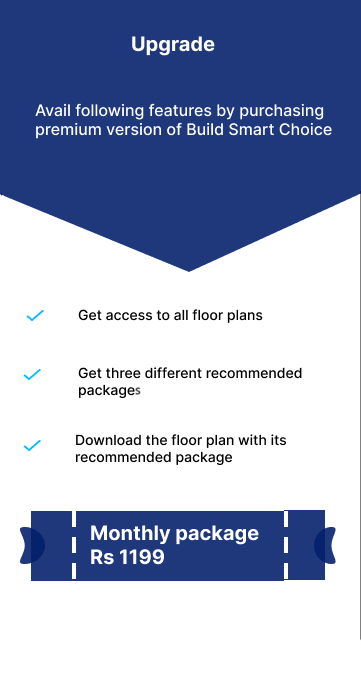 Upgrade
Avail following features by purchasing
premium version of Build Smart Choice
Get access to all floor plans
Get three different recommended
packages
Download the floor plan with its
recommended package
Monthly package
Rs 1199